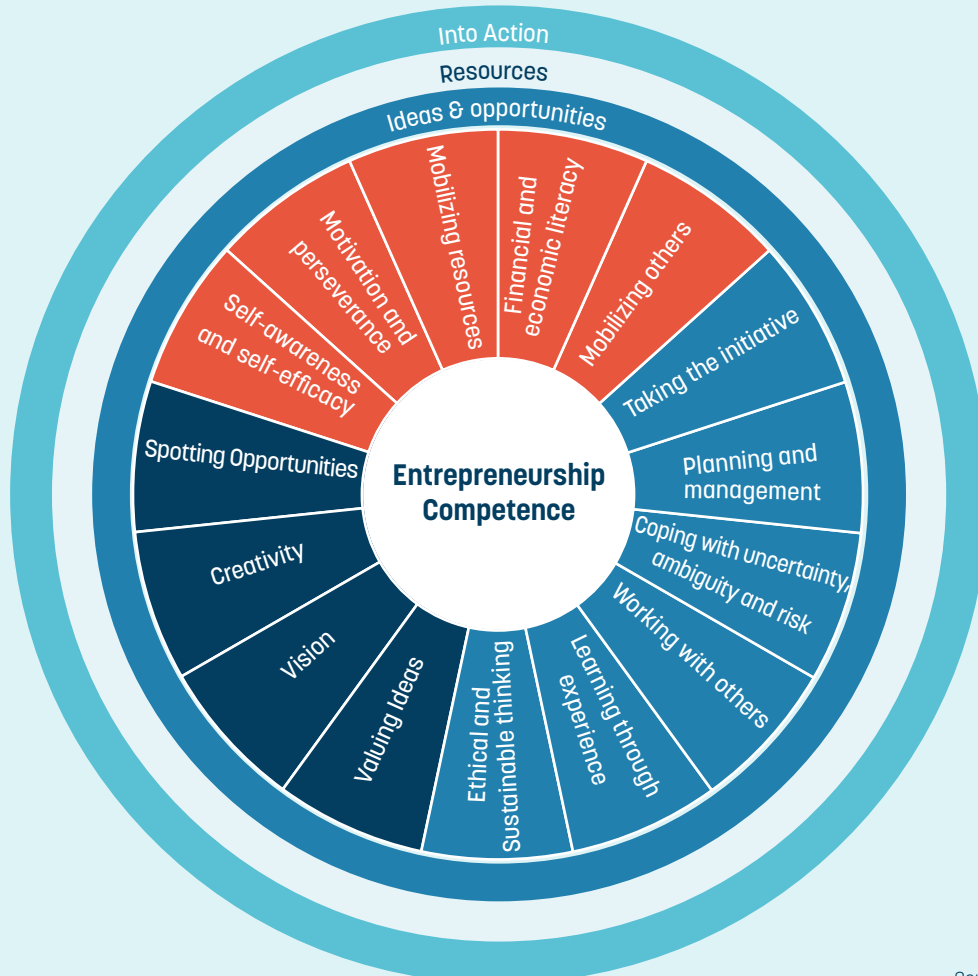 Into Action
Resources
Ideas & opportunities
Mobilizing resources
Financial and
economic literacy
Mobilizing others
Taking the initiative
Planning and
management
Coping with uncertainty,
ambiguity and risk
Working with others
Learning through
experience
Ethical and
Sustainable thinking
Valuing Ideas
Vision
Creativity
Spotting Opportunities
Self-awareness
and self-efficacy
Motivation and
perseverance
Entrepreneurship
Competence